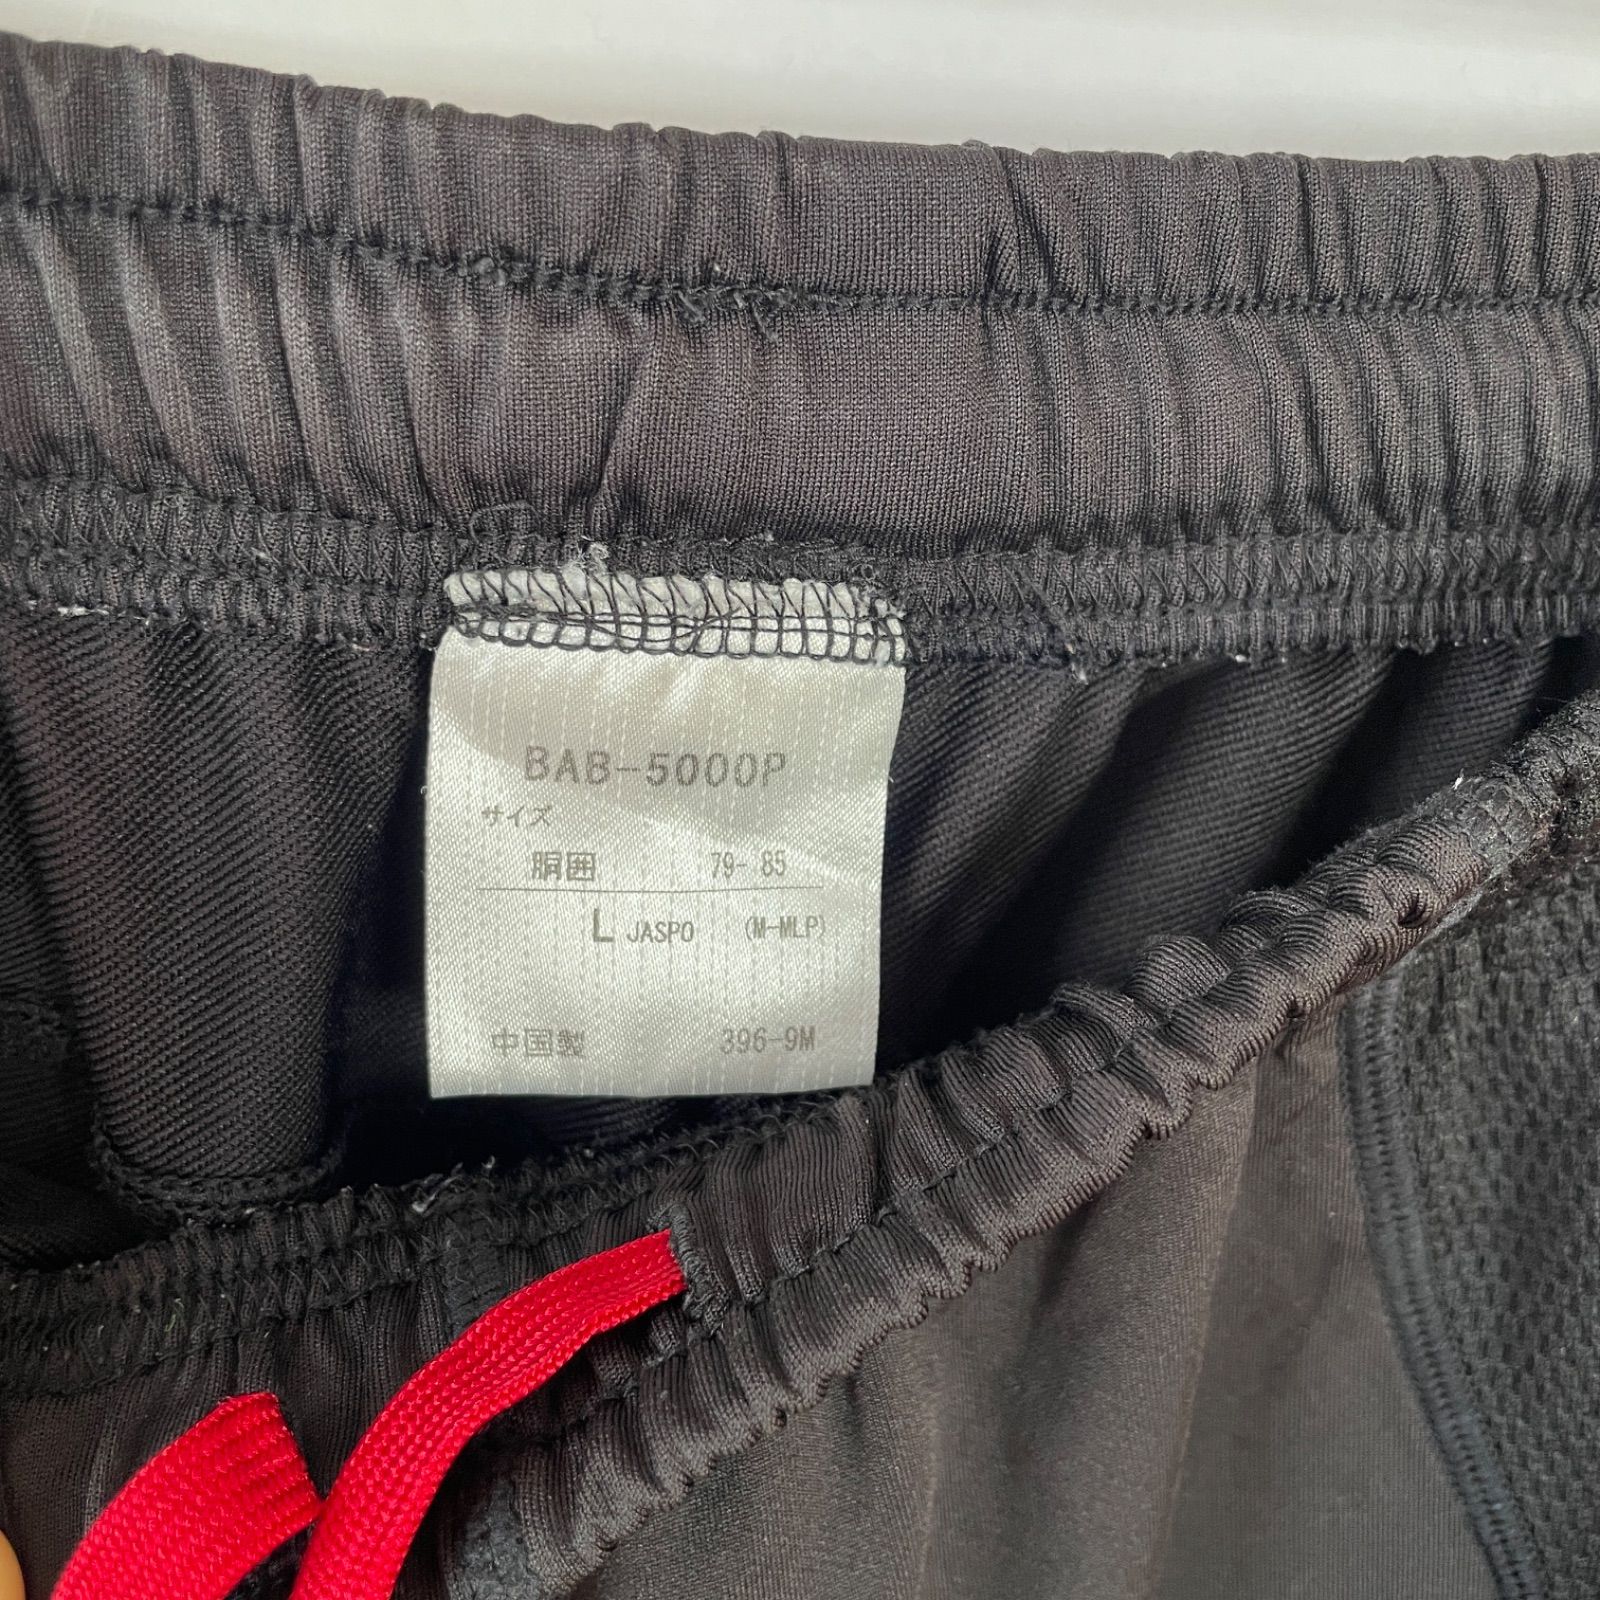 BAB-5000P
サイズ
胴囲 79- 85
L JASPO (M-MLP)
中国製 396-9M